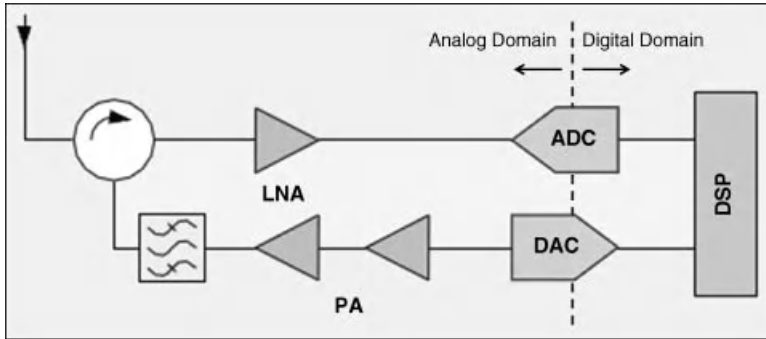 Analog Domain
Digital Domain
ADC
DSP
LNA
DAC
PA